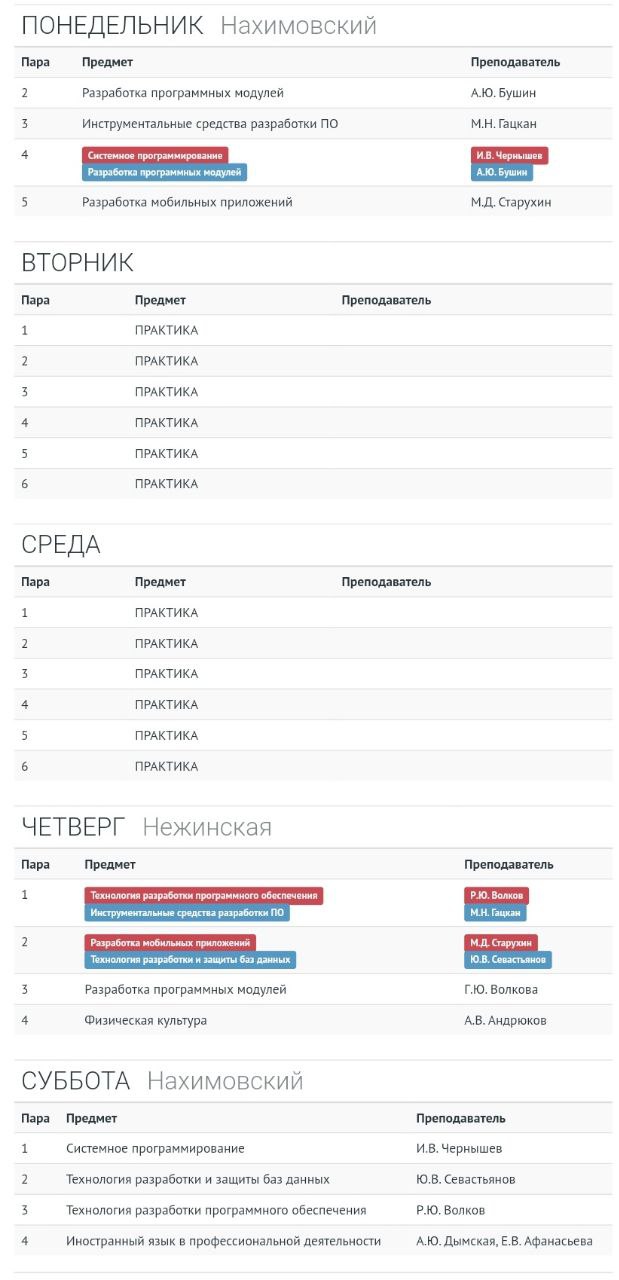 ПОНЕДЕЛЬНИК Нахимовский
Пара Предмет Преподаватель
2 Разработка программных модулей А.Ю. Бушин
3 Инструментальные средства разработки ПО М.Н. Гацкан
4 Системное программирование И.В. Чернышев
Разработка программных модулей А.Ю. Бушин
5 Разработка мобильных приложений М.Д. Старухин
ВТОРНИК
Пара Предмет Преподаватель
1 ПРАКТИКА
2 ПРАКТИКА
3 ПРАКТИКА
4 ПРАКТИКА
5 ПРАКТИКА
6 ПРАКТИКА
СРЕДА
Пара Предмет Преподаватель
1 ПРАКТИКА
2 ПРАКТИКА
3 ПРАКТИКА
4 ПРАКТИКА
5 ПРАКТИКА
6 ПРАКТИКА
ЧЕТВЕРГ Нежинская
Пара Предмет Преподаватель
1 Технология разработки программного обеспечения Р.Ю. Волков
Инструментальные средства разработки ПО М.Н. Гацкан
2 Разработка мобильных приложений М.Д. Старухин
Технология разработки и защиты баз данных Ю.В. Севастьянов
3 Разработка программных модулей Г.Ю. Волкова
4 Физическая культура А.В. Андрюков
СУББОТА Нахимовский
Пара Предмет Преподаватель
1 Системное программирование И.В. Чернышев
2 Технология разработки и защиты баз данных Ю.В. Севастьянов
3 Технология разработки программного обеспечения Р.Ю. Волков
4 Иностранный язык в профессиональной деятельности А.Ю. Дымская, Е.В. Афанасьева